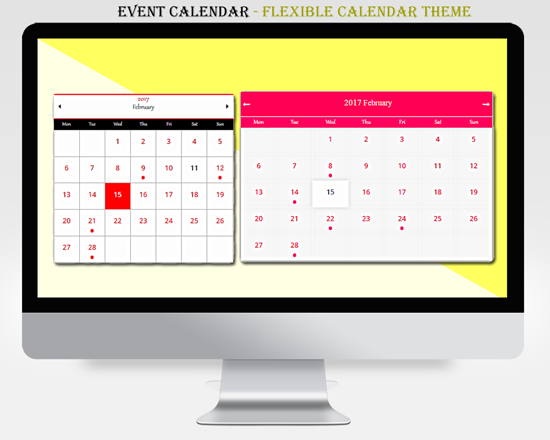 EVENT CALENDAR - FLEXIBLE CALENDAR THEME
2017
February
Mon Tue Wed Thu Fri Sat Sun
1 2 3 4 5
6 7 8 9 10 11 12
13 14 15 16 17 18 19
20 21 22 23 24 25 26
27 28
2017 February
Mon Tue Wed Thu Fri Sat Sun
1 2 3 4 5
6 7 8 9 10 11 12
13 14 15 16 17 18 19
20 21 22 23 24 25 26
27 28